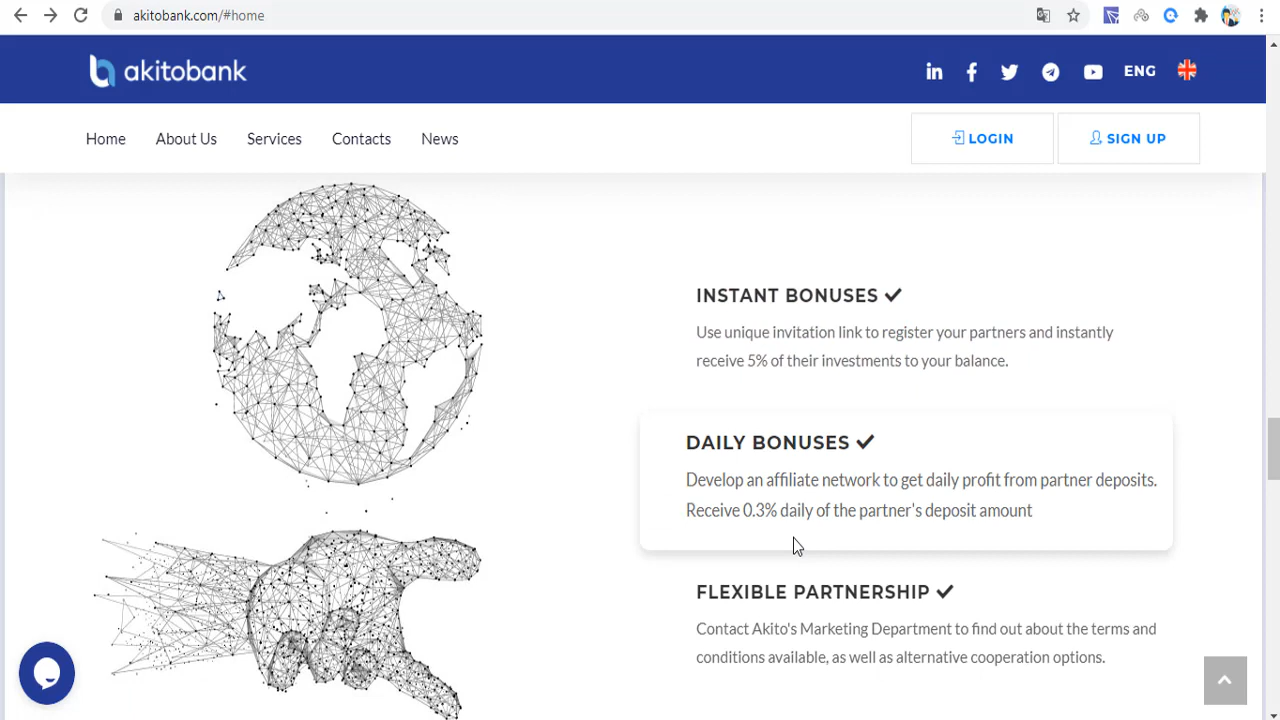 akitobank.com/#home
akitobank
ENG
Home About Us Services Contacts News
LOGIN SIGN UP
INSTANT BONUSES ✔
Use unique invitation link to register your partners and instantly
receive 5% of their investments to your balance.
DAILY BONUSES ✔
Develop an affiliate network to get daily profit from partner deposits.
Receive 0.3% daily of the partner's deposit amount
FLEXIBLE PARTNERSHIP ✔
Contact Akito's Marketing Department to find out about the terms and
conditions available, as well as alternative cooperation options.